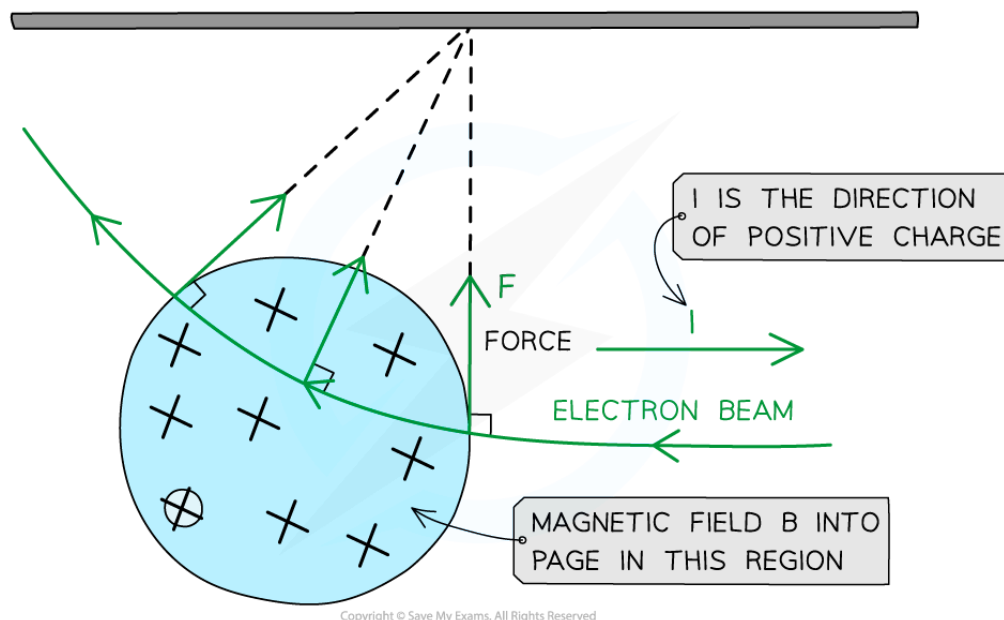 I IS THE DIRECTION
OF POSITIVE CHARGE
F
FORCE
I
ELECTRON BEAM
MAGNETIC FIELD B INTO
PAGE IN THIS REGION
Copyright © Save My Exams. All Rights Reserved